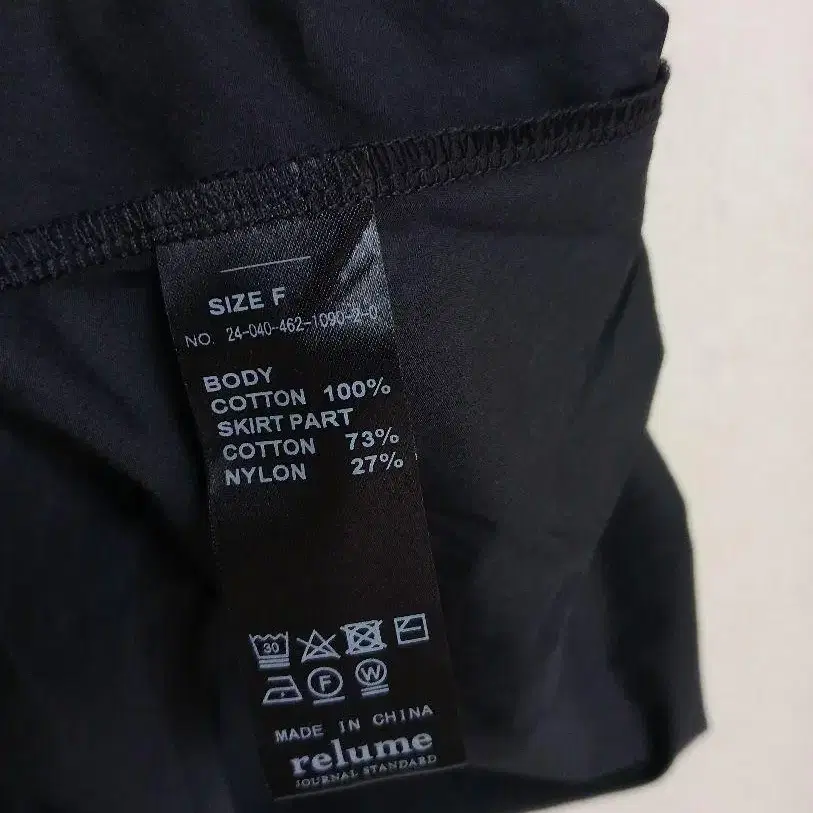 SIZE F
NO. 24-040-462-1090-2-0
BODY
COTTON 100%
SKIRT PART
COTTON 73%
NYLON 27%
30
F W
MADE IN CHINA
relume
JOURNAL STANDARD